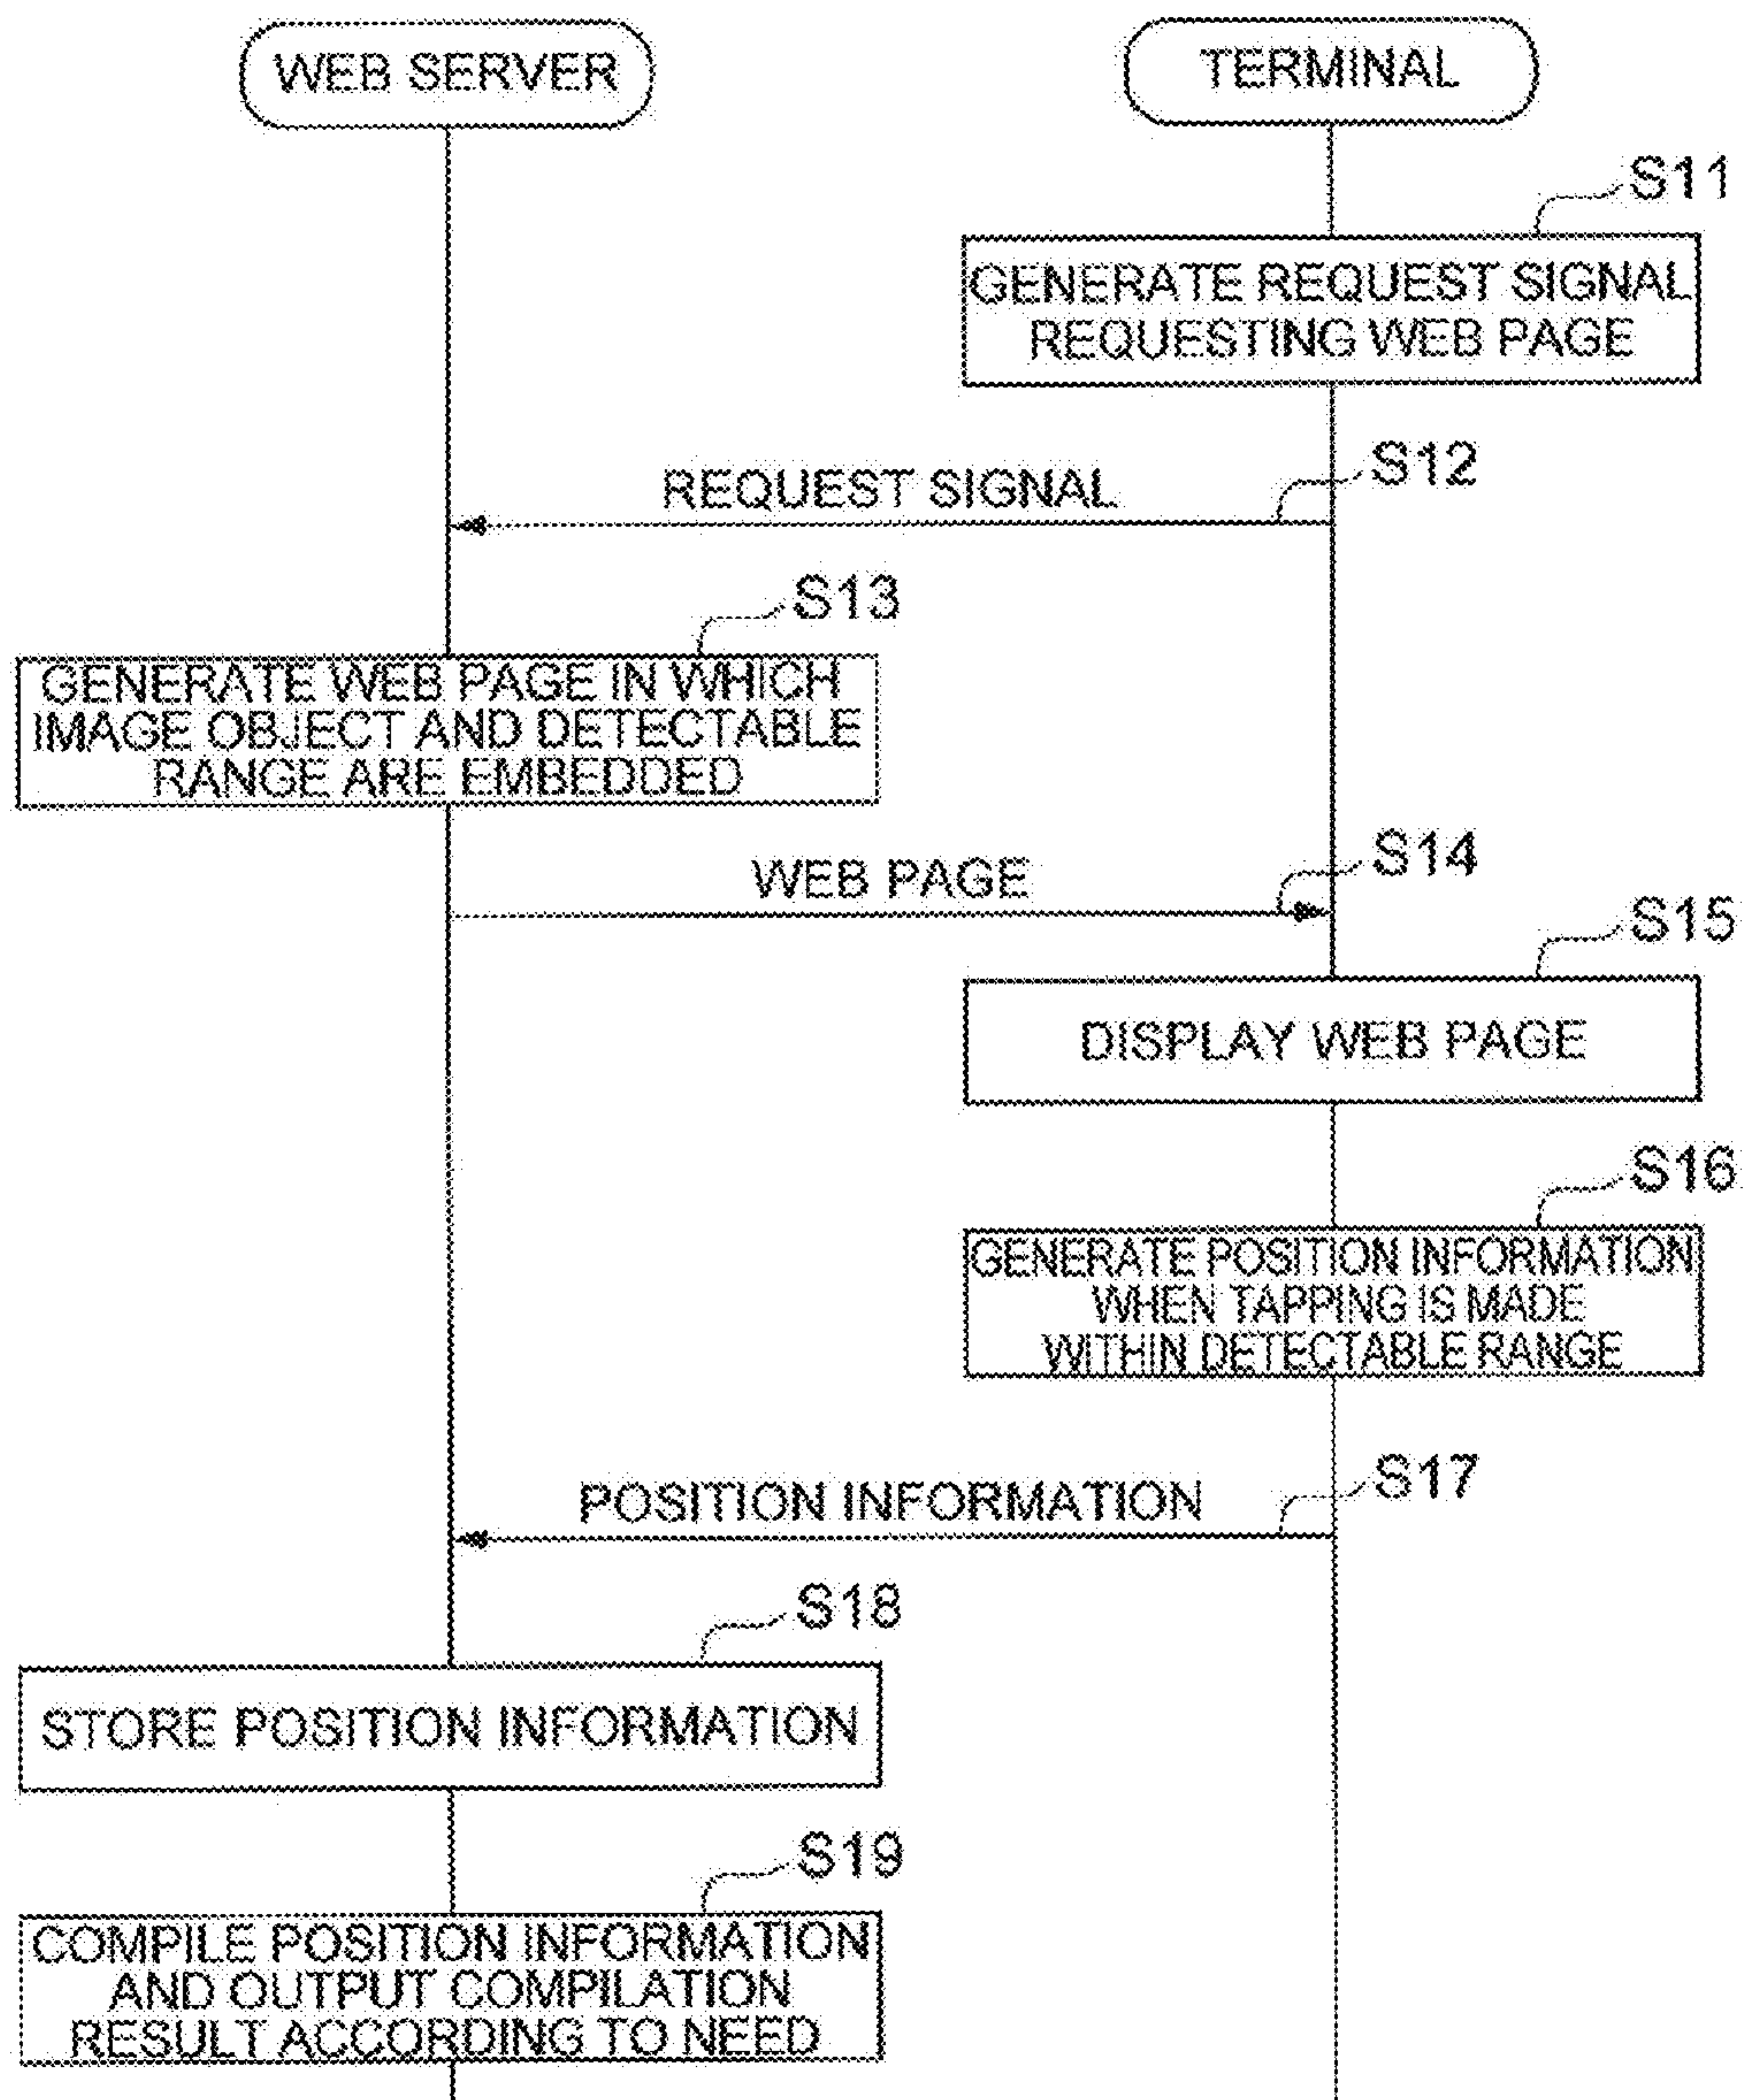 WEB SERVER
TERMINAL
S11
GENERATE REQUEST SIGNAL
REQUESTING WEB PAGE
S12
REQUEST SIGNAL
S13
GENERATE WEB PAGE IN WHICH
IMAGE OBJECT AND DETECTABLE
RANGE ARE EMBEDDED
S14
WEB PAGE
S15
DISPLAY WEB PAGE
S16
GENERATE POSITION INFORMATION
WHEN TAPPING IS MADE
WITHIN DETECTABLE RANGE
S17
POSITION INFORMATION
S18
STORE POSITION INFORMATION
S19
COMPILE POSITION INFORMATION
AND OUTPUT COMPILATION
RESULT ACCORDING TO NEED